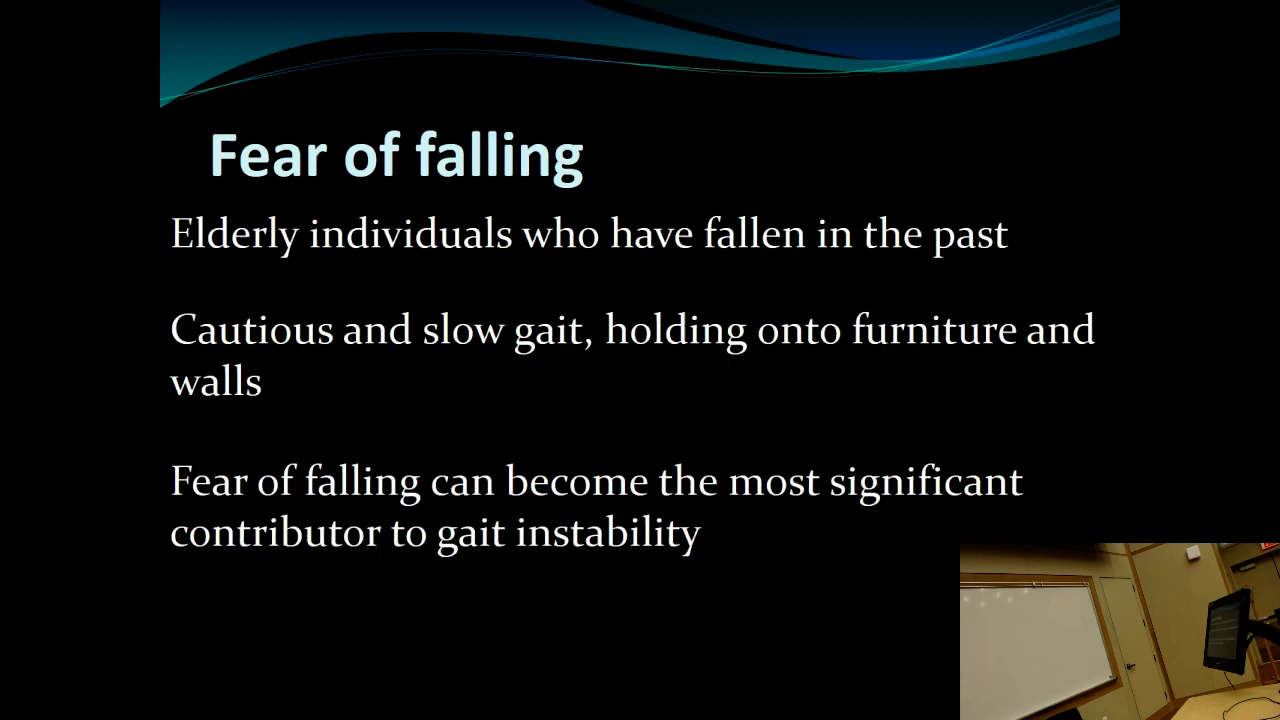 Fear of falling
Elderly individuals who have fallen in the past
Cautious and slow gait, holding onto furniture and
walls
Fear of falling can become the most significant
contributor to gait instability